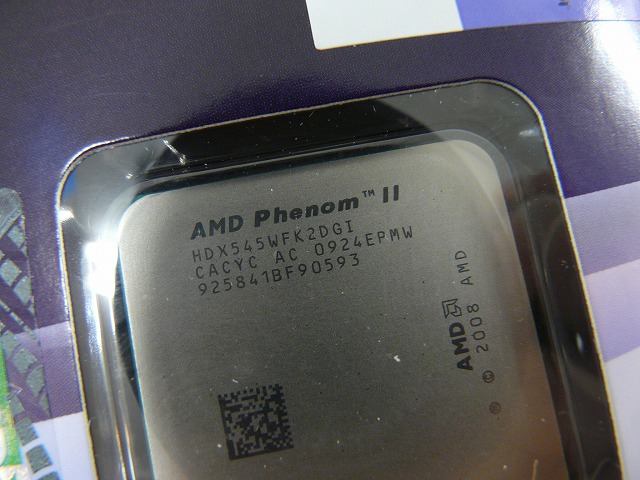 AMD Phenom™ II
HDX545WFK2DGI
CACYC AC 0924EPMW
925841BF90593
AMD
© 2008 AMD